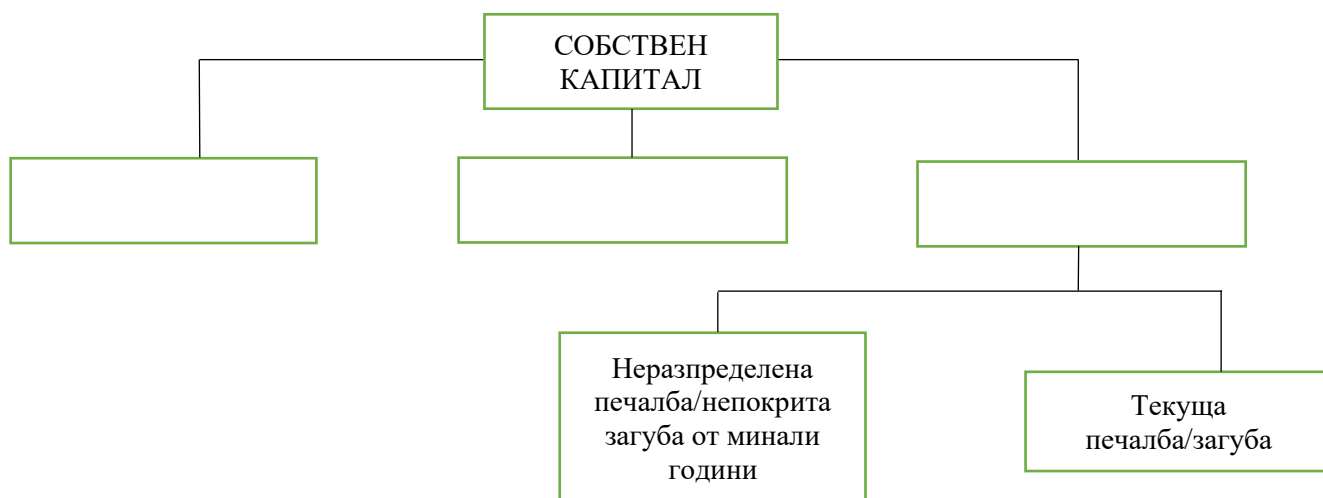 СОБСТВЕН
КАПИТАЛ
Неразпределена
печалба/непокрита
загуба от минали
години
Текуща
печалба/загуба